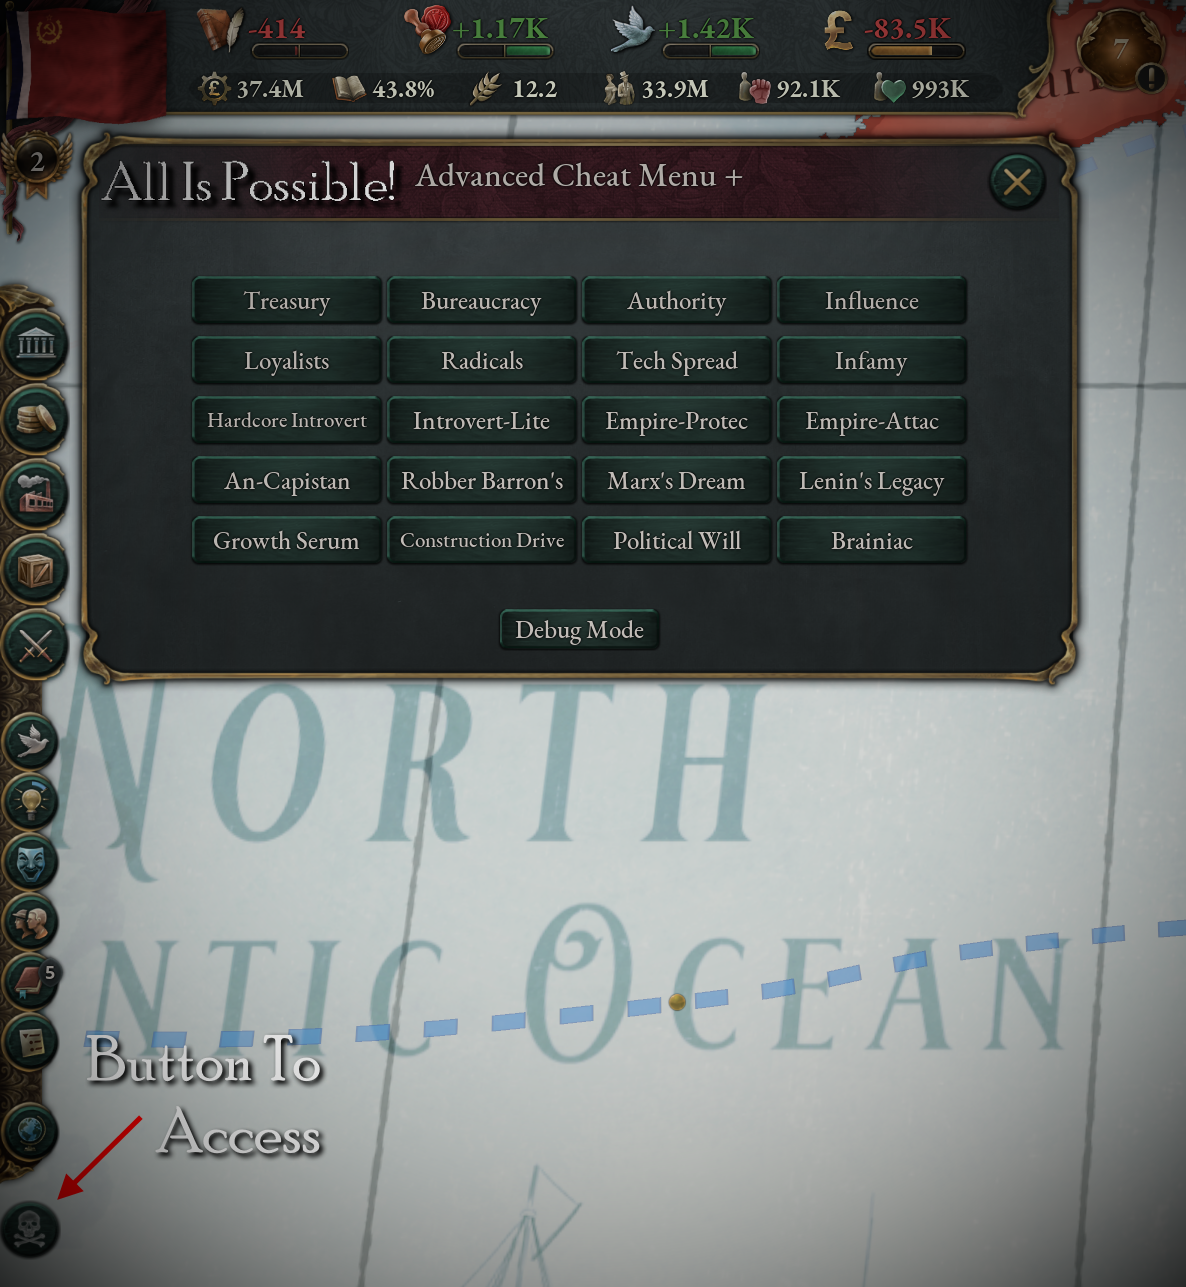 -414 +1.17K +1.42K -83.5K 7
37.4M 43.8% 12.2 33.9M 92.1K 993K
2
All Is Possible! Advanced Cheat Menu +
Treasury Bureaucracy Authority Influence
Loyalists Radicals Tech Spread Infamy
Hardcore Introvert Introvert-Lite Empire-Protec Empire-Attac
An-Capistan Robber Barron's Marx's Dream Lenin's Legacy
Growth Serum Construction Drive Political Will Brainiac
Debug Mode
NORTH
NTIC OCEAN
5
Button To
Access